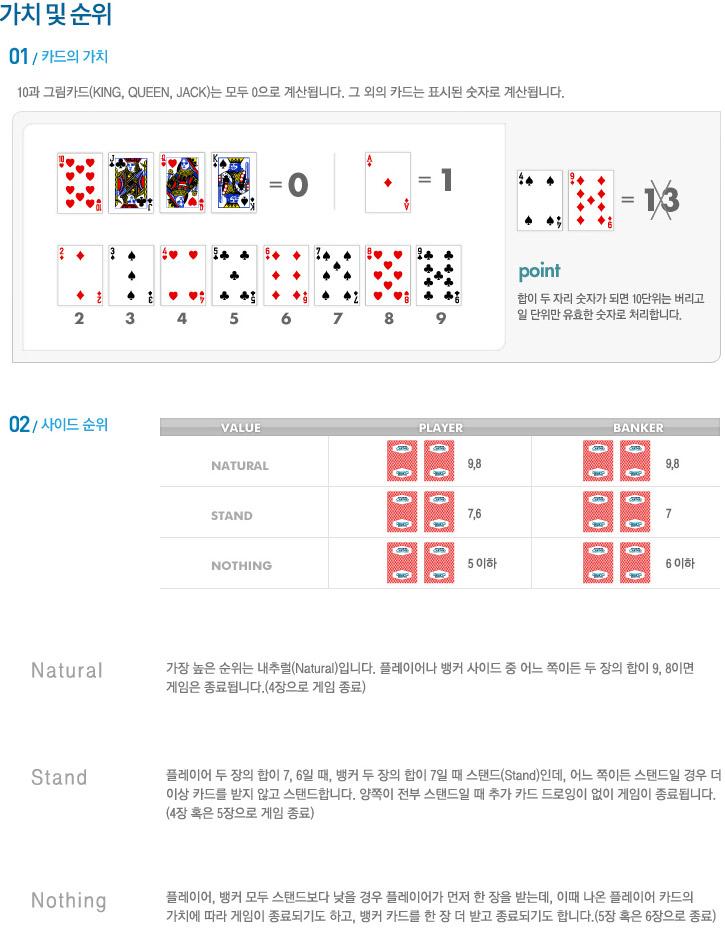 가치 및 순위
01 / 카드의 가치
10과 그림카드(KING, QUEEN, JACK)는 모두 0으로 계산됩니다. 그 외의 카드는 표시된 숫자로 계산됩니다.
10 J Q K = 0 A = 1
4 9 = 13
2 3 4 5 6 7 8 9
2 3 4 5 6 7 8 9
point
합이 두 자리 숫자가 되면 10단위는 버리고
일 단위만 유효한 숫자로 처리합니다.
02 / 사이드 순위
VALUE PLAYER BANKER
NATURAL 9,8 9,8
STAND 7,6 7
NOTHING 5 이하 6 이하
Natural
가장 높은 순위는 내추럴(Natural)입니다. 플레이어나 뱅커 사이드 중 어느 쪽이든 두 장의 합이 9, 8이면
게임은 종료됩니다.(4장으로 게임 종료)
Stand
플레이어 두 장의 합이 7, 6일 때, 뱅커 두 장의 합이 7일 때 스탠드(Stand)인데, 어느 쪽이든 스탠드일 경우 더
이상 카드를 받지 않고 스탠드합니다. 양쪽이 전부 스탠드일 때 추가 카드 드로잉이 없이 게임이 종료됩니다.
(4장 혹은 5장으로 게임 종료)
Nothing
플레이어, 뱅커 모두 스탠드보다 낮을 경우 플레이어가 먼저 한 장을 받는데, 이때 나온 플레이어 카드의
가치에 따라 게임이 종료되기도 하고, 뱅커 카드를 한 장 더 받고 종료되기도 합니다.(5장 혹은 6장으로 종료)